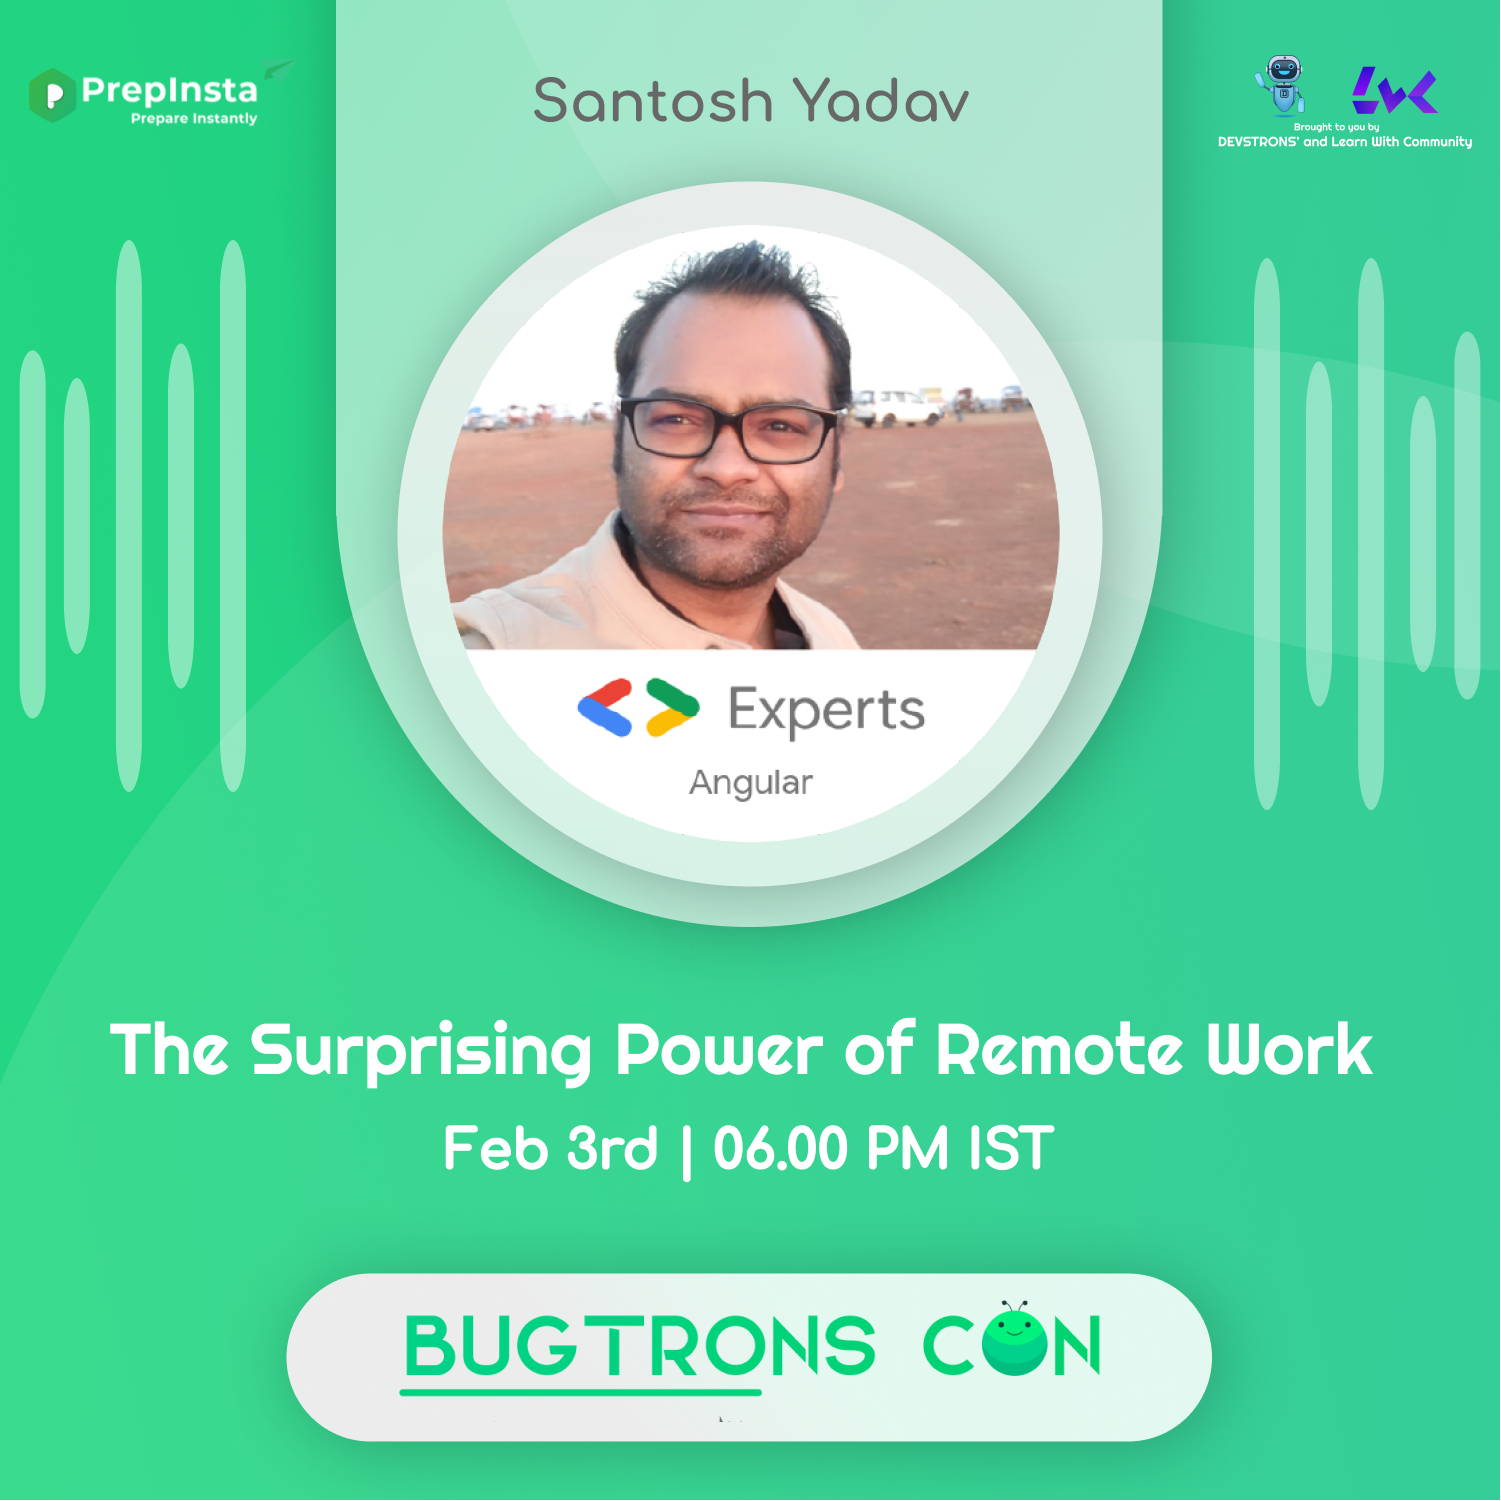 PrepInsta
Prepare Instantly
Santosh Yadav
Brought to you by
DEVSTRONS' and Learn With Community
Experts
Angular
The Surprising Power of Remote Work
Feb 3rd | 06.00 PM IST
BUGTRONS CON